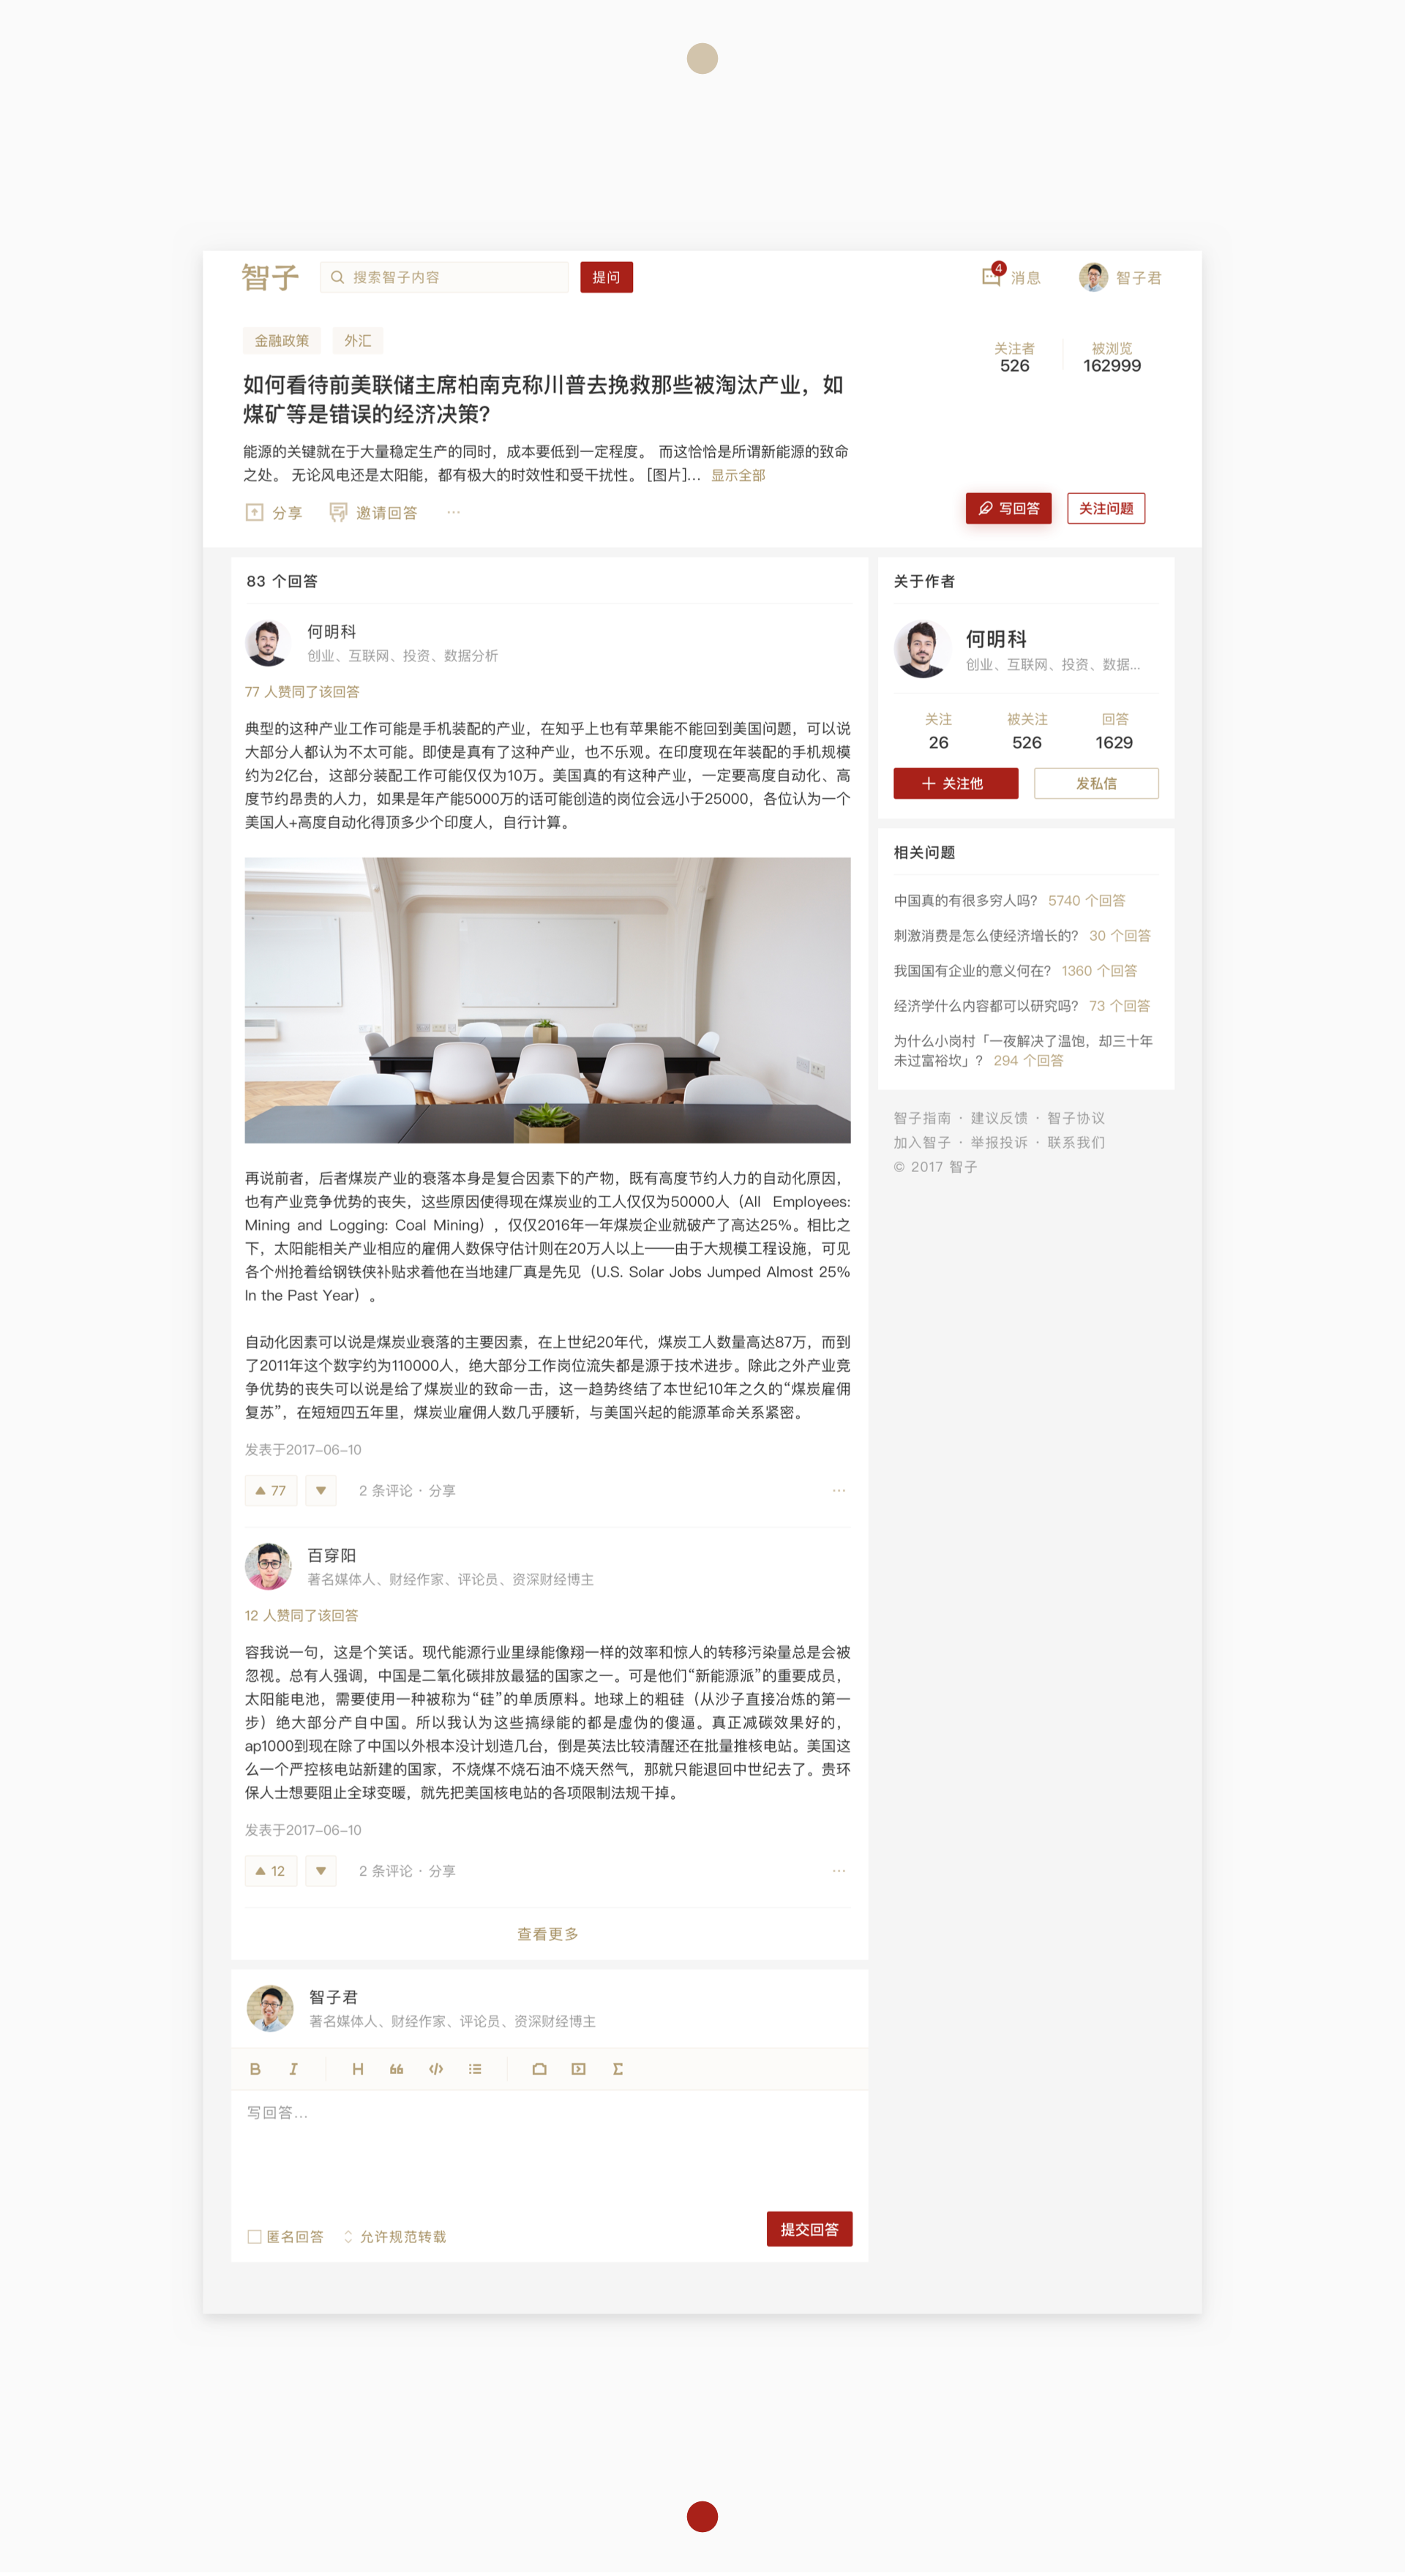 智子
搜索智子内容
提问
4
消息
智子君
金融政策
外汇
关注者
526
被浏览
162999
如何看待前美联储主席柏南克称川普去挽救那些被淘汰产业，如
煤矿等是错误的经济决策？
能源的关键就在于大量稳定生产的同时，成本要低到一定程度。 而这恰恰是所谓新能源的致命
之处。 无论风电还是太阳能，都有极大的时效性和受干扰性。 [图片]... 显示全部
分享
邀请回答
...
写回答
关注问题
83 个回答
何明科
创业、互联网、投资、数据分析
77 人赞同了该回答
典型的这种产业工作可能是手机装配的产业，在知乎上也有苹果能不能回到美国问题，可以说
大部分人都认为不太可能。即使是真有了这种产业，也不乐观。在印度现在年装配的手机规模
约为2亿台，这部分装配工作可能仅仅为10万。美国真的有这种产业，一定要高度自动化、高
度节约昂贵的人力，如果是年产能5000万的话可能创造的岗位会远小于25000，各位认为一个
美国人+高度自动化得顶多少个印度人，自行计算。
再说前者，后者煤炭产业的衰落本身是复合因素下的产物，既有高度节约人力的自动化原因，
也有产业竞争优势的丧失，这些原因使得现在煤炭业的工人仅仅为50000人（All Employees:
Mining and Logging: Coal Mining），仅仅2016年一年煤炭企业就破产了高达25%。相比之
下，太阳能相关产业相应的雇佣人数保守估计则在20万人以上——由于大规模工程设施，可见
各个州抢着给钢铁侠补贴求着他在当地建厂真是先见（U.S. Solar Jobs Jumped Almost 25%
In the Past Year）。
自动化因素可以说是煤炭业衰落的主要因素，在上世纪20年代，煤炭工人数量高达87万，而到
了2011年这个数字约为110000人，绝大部分工作岗位流失都是源于技术进步。除此之外产业竞
争优势的丧失可以说是给了煤炭业的致命一击，这一趋势终结了本世纪10年之久的“煤炭雇佣
复苏”，在短短四五年里，煤炭业雇佣人数几乎腰斩，与美国兴起的能源革命关系紧密。
发表于2017-06-10
77
2 条评论 · 分享
...
百穿阳
著名媒体人、财经作家、评论员、资深财经博主
12 人赞同了该回答
容我说一句，这是个笑话。现代能源行业里绿能像翔一样的效率和惊人的转移污染量总是会被
忽视。总有人强调，中国是二氧化碳排放最猛的国家之一。可是他们“新能源派”的重要成员，
太阳能电池，需要使用一种被称为“硅”的单质原料。地球上的粗硅（从沙子直接冶炼的第一
步）绝大部分产自中国。所以我认为这些搞绿能的都是虚伪的傻逼。真正减碳效果好的，
ap1000到现在除了中国以外根本没计划造几台，倒是英法比较清醒还在批量推核电站。美国这
么一个严控核电站新建的国家，不烧煤不烧石油不烧天然气，那就只能退回中世纪去了。贵环
保人士想要阻止全球变暖，就先把美国核电站的各项限制法规干掉。
发表于2017-06-10
12
2 条评论 · 分享
...
查看更多
智子君
著名媒体人、财经作家、评论员、资深财经博主
B I H </> Σ
写回答...
匿名回答
允许规范转载
提交回答
关于作者
何明科
创业、互联网、投资、数据...
关注
26
被关注
526
回答
1629
关注他
发私信
相关问题
中国真的有很多穷人吗？ 5740 个回答
刺激消费是怎么使经济增长的？ 30 个回答
我国国有企业的意义何在？ 1360 个回答
经济学什么内容都可以研究吗？ 73 个回答
为什么小岗村「一夜解决了温饱，却三十年
未过富裕坎」？ 294 个回答
智子指南 · 建议反馈 · 智子协议
加入智子 · 举报投诉 · 联系我们
© 2017 智子